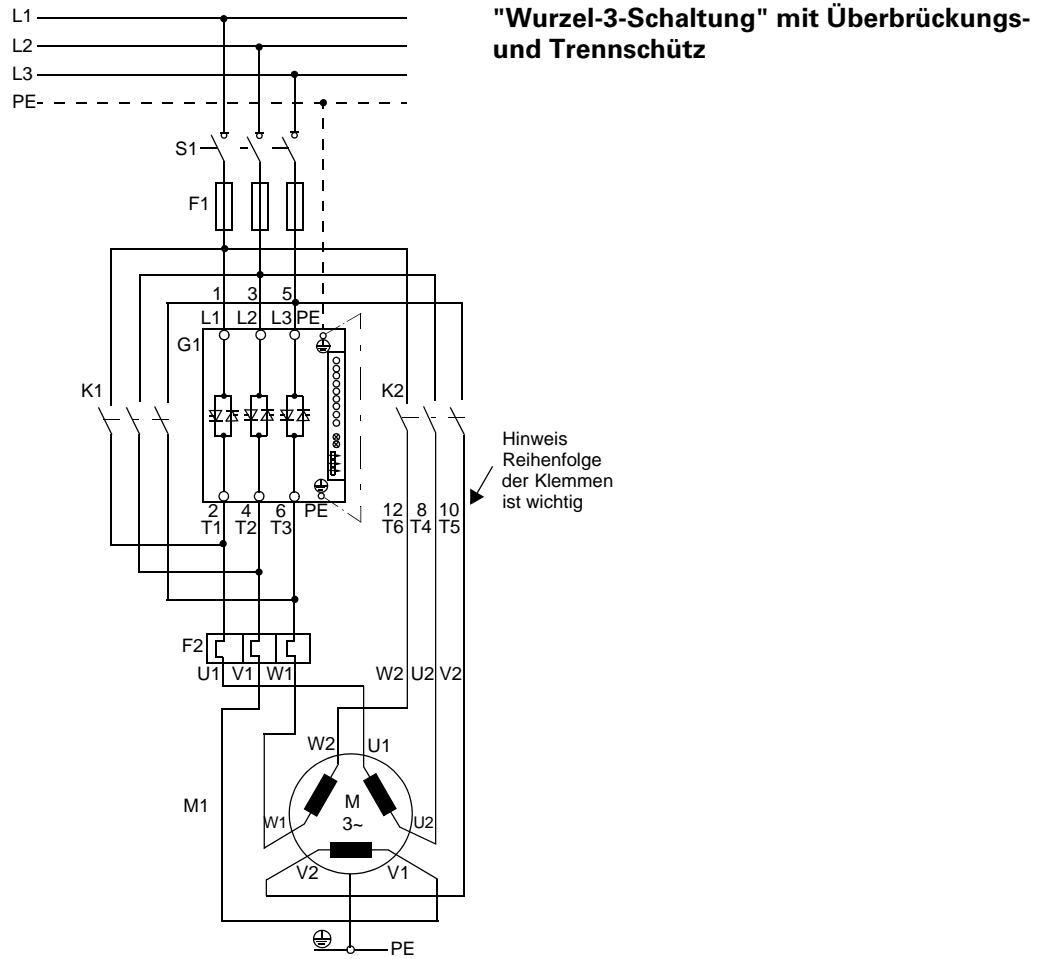 "Wurzel-3-Schaltung" mit Überbrückungs-
und Trennschütz
L1
L2
L3
PE
S1
F1
1 3 5
L1 L2 L3 PE
G1
K1
K2
Hinweis
Reihenfolge
der Klemmen
ist wichtig
2 4 6 PE
T1 T2 T3
12 8 10
T6 T4 T5
F2
U1 V1 W1
W2 U2 V2
W2 U1
M1
M
3~
W1 U2
V2 V1
PE